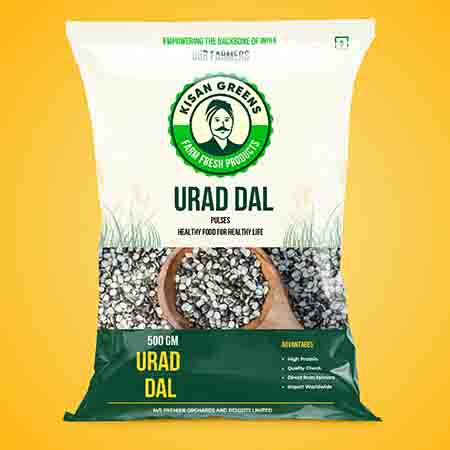 EMPOWERING THE BACKBONE OF INDIA
OUR FARMERS
KISAN GREENS
FARM FRESH PRODUCTS
URAD DAL
PULSES
HEALTHY FOOD FOR HEALTHY LIFE
500 GM
URAD
DAL
ADVANTAGES
• High Protein
• Quality Check
• Direct from farmers
• Import Worldwide
M/S PREMIER ORCHARDS AND RESORTS LIMITED